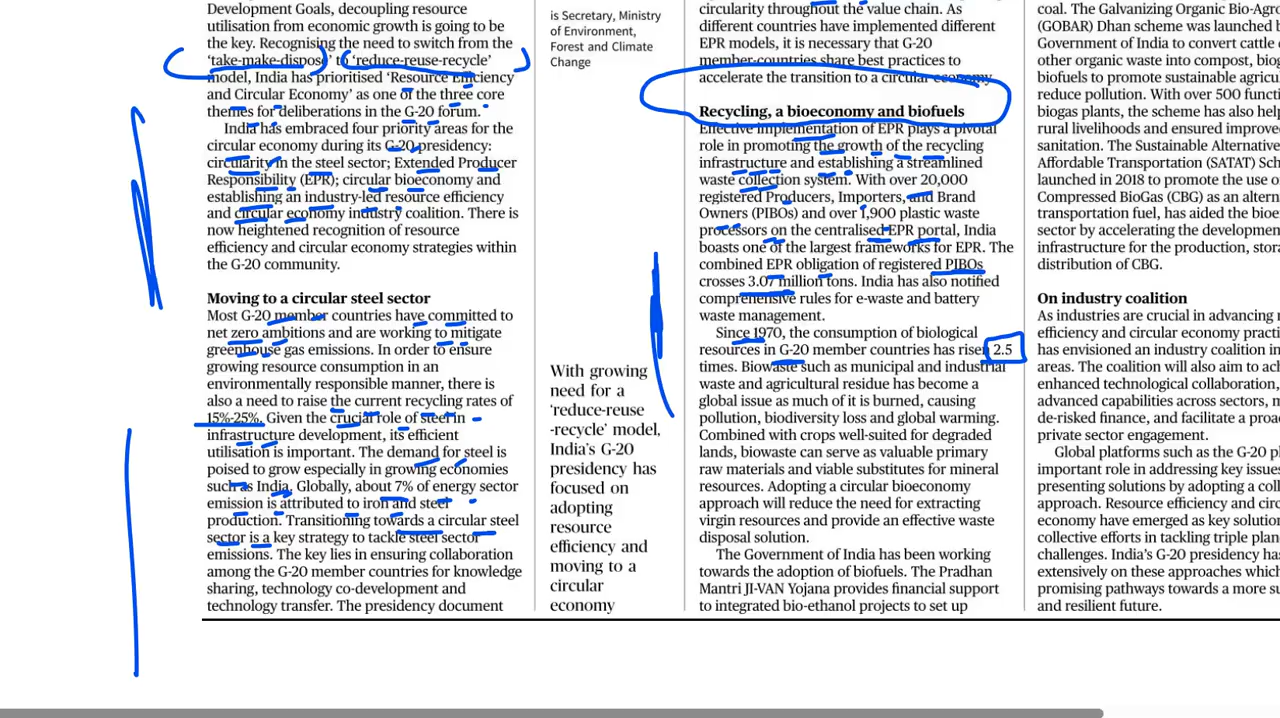 Development Goals, decoupling resource
utilisation from economic growth is going to be
the key. Recognising the need to switch from the
‘take-make-dispose’ to ‘reduce-reuse-recycle’
model, India has prioritised ‘Resource Efficiency
and Circular Economy’ as one of the three core
themes for deliberations in the G-20 forum.
India has embraced four priority areas for the
circular economy during its G-20 presidency:
circularity in the steel sector; Extended Producer
Responsibility (EPR); circular bioeconomy and
establishing an industry-led resource efficiency
and circular economy industry coalition. There is
now heightened recognition of resource
efficiency and circular economy strategies within
the G-20 community.
Moving to a circular steel sector
Most G-20 member countries have committed to
net zero ambitions and are working to mitigate
greenhouse gas emissions. In order to ensure
growing resource consumption in an
environmentally responsible manner, there is
also a need to raise the current recycling rates of
15%-25%. Given the crucial role of steel in
infrastructure development, its efficient
utilisation is important. The demand for steel is
poised to grow especially in growing economies
such as India. Globally, about 7% of energy sector
emission is attributed to iron and steel
production. Transitioning towards a circular steel
sector is a key strategy to tackle steel sector
emissions. The key lies in ensuring collaboration
among the G-20 member countries for knowledge
sharing, technology co-development and
technology transfer. The presidency document
is Secretary, Ministry
of Environment,
Forest and Climate
Change
With growing
need for a
‘reduce-reuse
-recycle’ model,
India’s G-20
presidency has
focused on
adopting
resource
efficiency and
moving to a
circular
economy
circularity throughout the value chain. As
different countries have implemented different
EPR models, it is necessary that G-20
member-countries share best practices to
accelerate the transition to a circular economy.
Recycling, a bioeconomy and biofuels
Effective implementation of EPR plays a pivotal
role in promoting the growth of the recycling
infrastructure and establishing a streamlined
waste collection system. With over 20,000
registered Producers, Importers, and Brand
Owners (PIBOs) and over 1,900 plastic waste
processors on the centralised EPR portal, India
boasts one of the largest frameworks for EPR. The
combined EPR obligation of registered PIBOs
crosses 3.07 million tons. India has also notified
comprehensive rules for e-waste and battery
waste management.
Since 1970, the consumption of biological
resources in G-20 member countries has risen 2.5
times. Biowaste such as municipal and industrial
waste and agricultural residue has become a
global issue as much of it is burned, causing
pollution, biodiversity loss and global warming.
Combined with crops well-suited for degraded
lands, biowaste can serve as valuable primary
raw materials and viable substitutes for mineral
resources. Adopting a circular bioeconomy
approach will reduce the need for extracting
virgin resources and provide an effective waste
disposal solution.
The Government of India has been working
towards the adoption of biofuels. The Pradhan
Mantri JI-VAN Yojana provides financial support
to integrated bio-ethanol projects to set up
coal. The Galvanizing Organic Bio-Agro
(GOBAR) Dhan scheme was launched b
Government of India to convert cattle
other organic waste into compost, biog
biofuels to promote sustainable agricul
reduce pollution. With over 500 functi
biogas plants, the scheme has also help
rural livelihoods and ensured improve
sanitation. The Sustainable Alternative
Affordable Transportation (SATAT) Sch
launched in 2018 to promote the use o
Compressed BioGas (CBG) as an altern
transportation fuel, has aided the bioe
sector by accelerating the developmen
infrastructure for the production, stora
distribution of CBG.
On industry coalition
As industries are crucial in advancing r
efficiency and circular economy practi
has envisioned an industry coalition in
areas. The coalition will also aim to ach
enhanced technological collaboration,
advanced capabilities across sectors, m
de-risked finance, and facilitate a proa
private sector engagement.
Global platforms such as the G-20 pl
important role in addressing key issues
presenting solutions by adopting a coll
approach. Resource efficiency and circ
economy have emerged as key solution
collective efforts in tackling triple plan
challenges. India’s G-20 presidency has
extensively on these approaches which
promising pathways towards a more su
and resilient future.